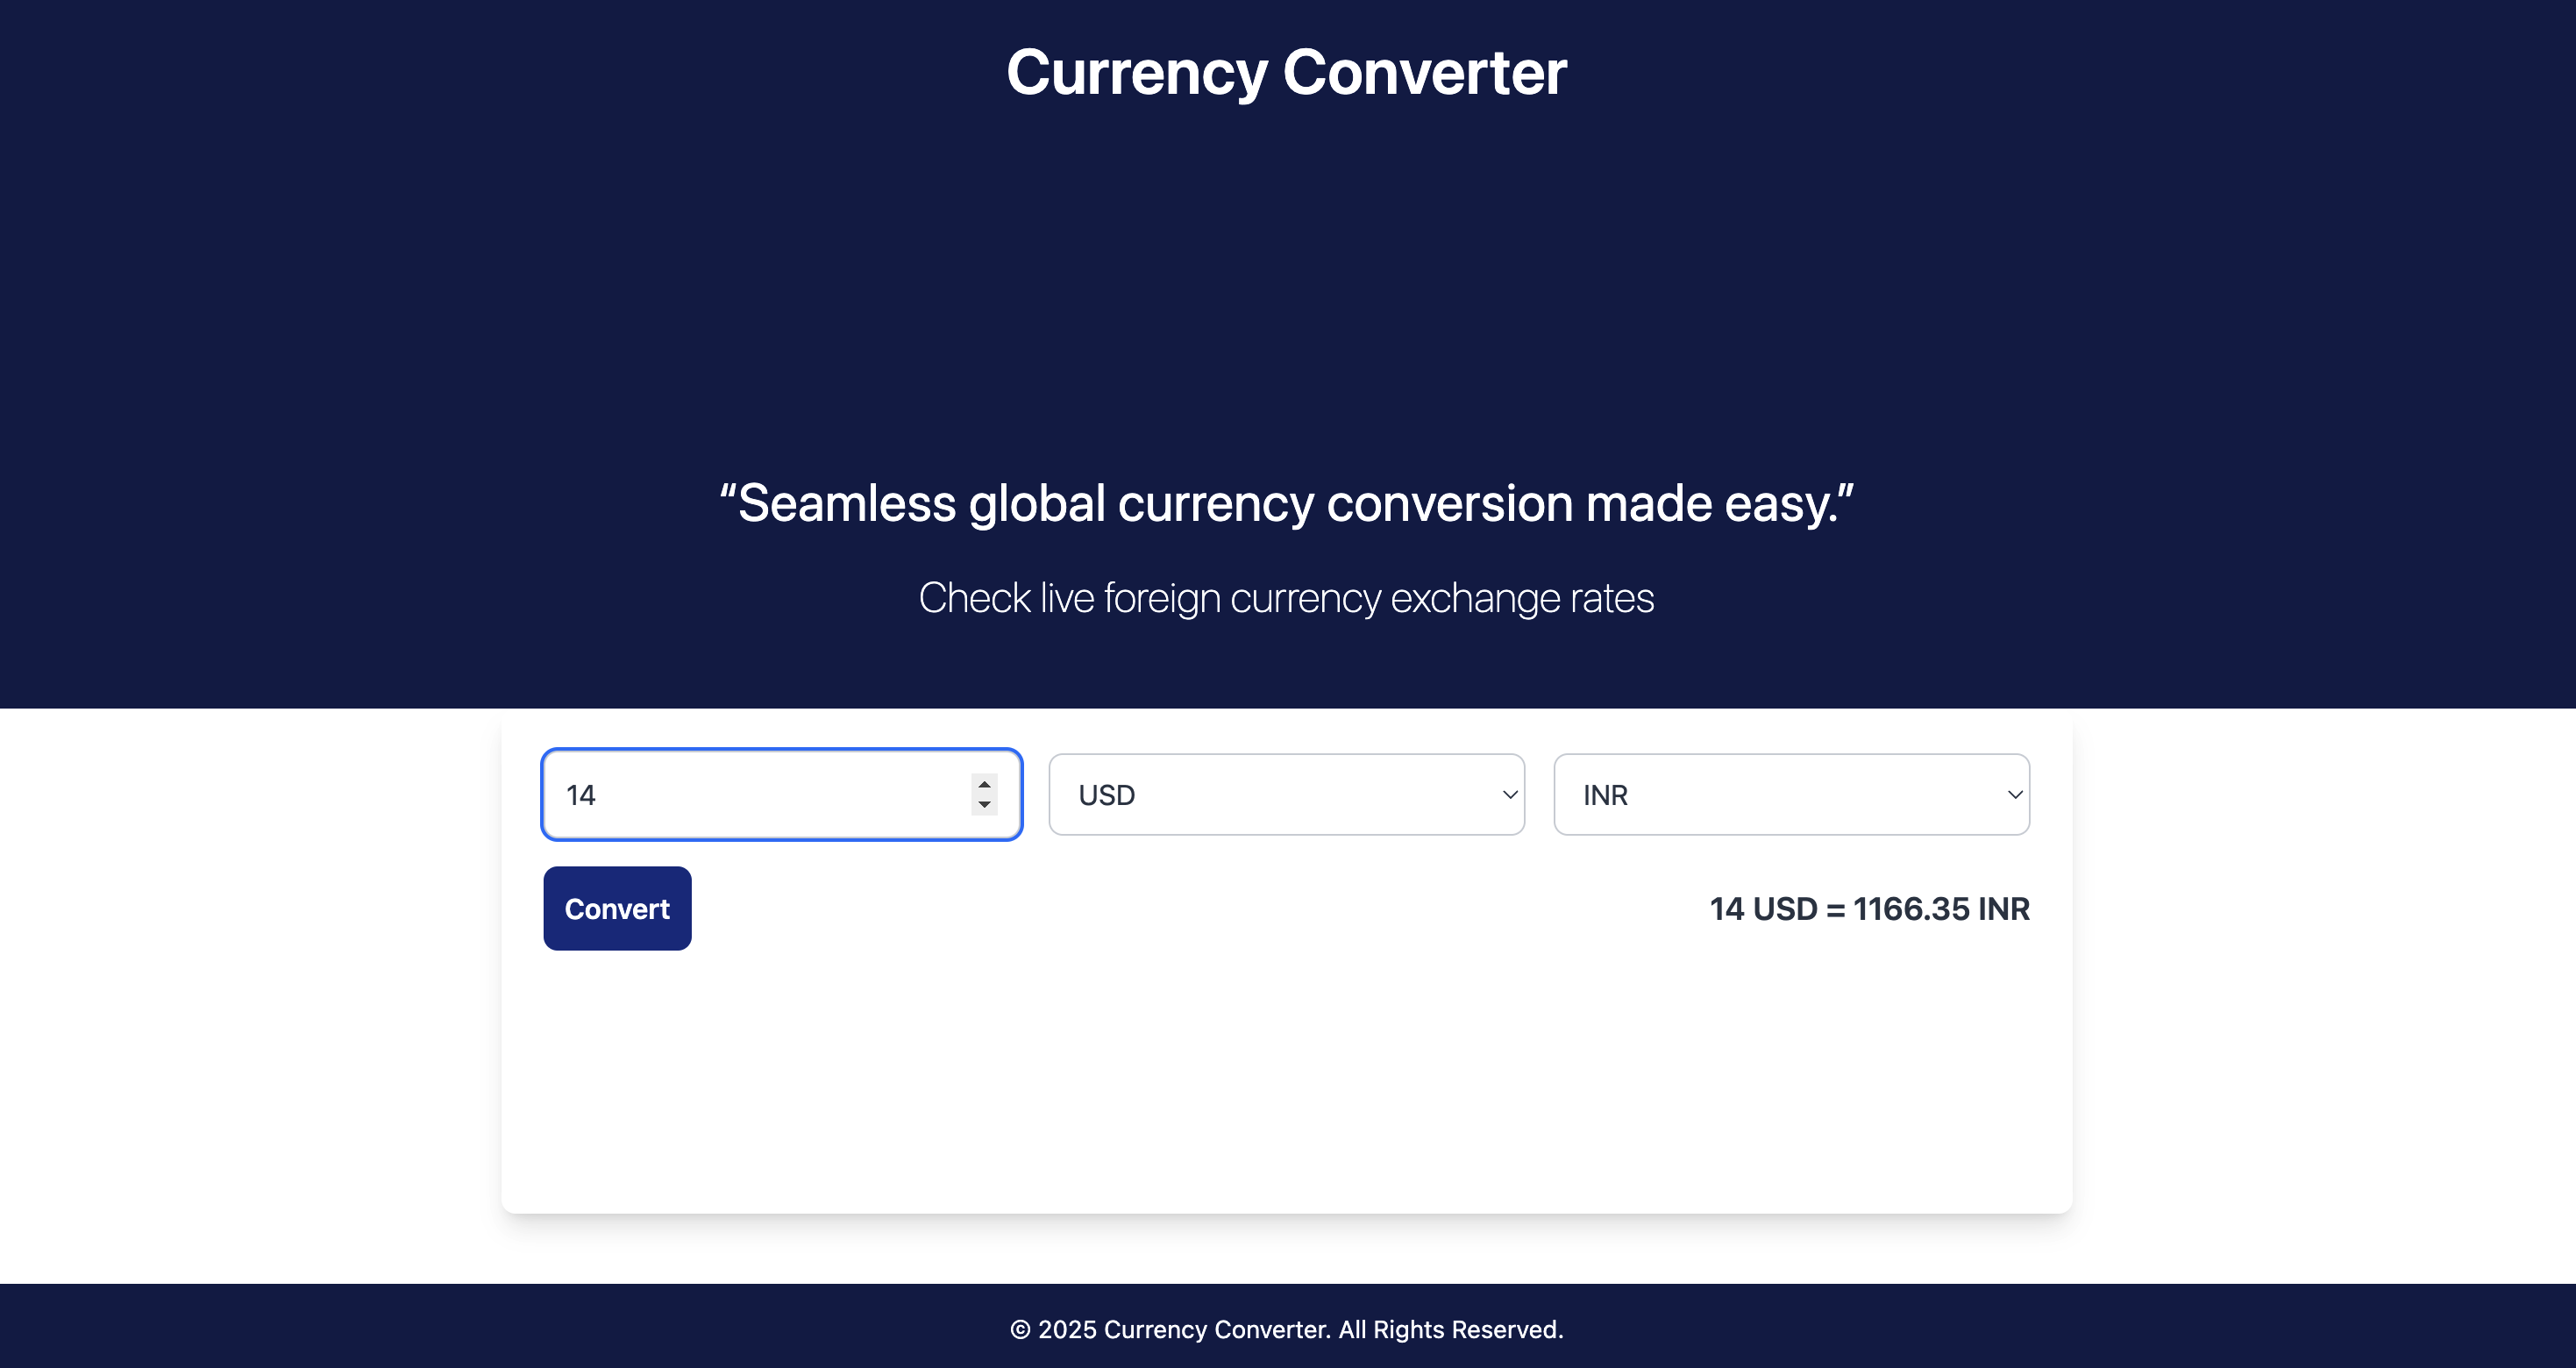 Currency Converter
“Seamless global currency conversion made easy.”
Check live foreign currency exchange rates
14 USD INR
Convert 14 USD = 1166.35 INR
© 2025 Currency Converter. All Rights Reserved.